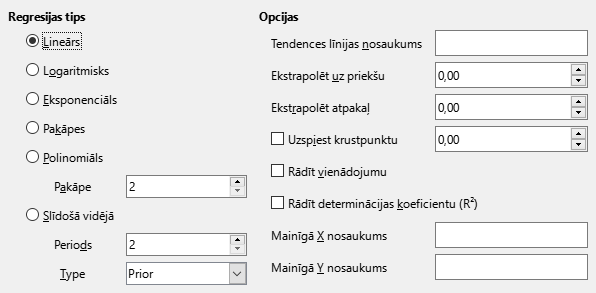 Regresijas tips
Lineārs
Logaritmisks
Eksponenciāls
Pakāpes
Polinomiāls
Pakāpe 2
Slīdošā vidējā
Periods 2
Type Prior
Opcijas
Tendences līnijas nosaukums
Ekstrapolēt uz priekšu 0,00
Ekstrapolēt atpakaļ 0,00
Uzspiest krustpunktu 0,00
Rādīt vienādojumu
Rādīt determinācijas koeficientu (R²)
Mainīgā X nosaukums
Mainīgā Y nosaukums